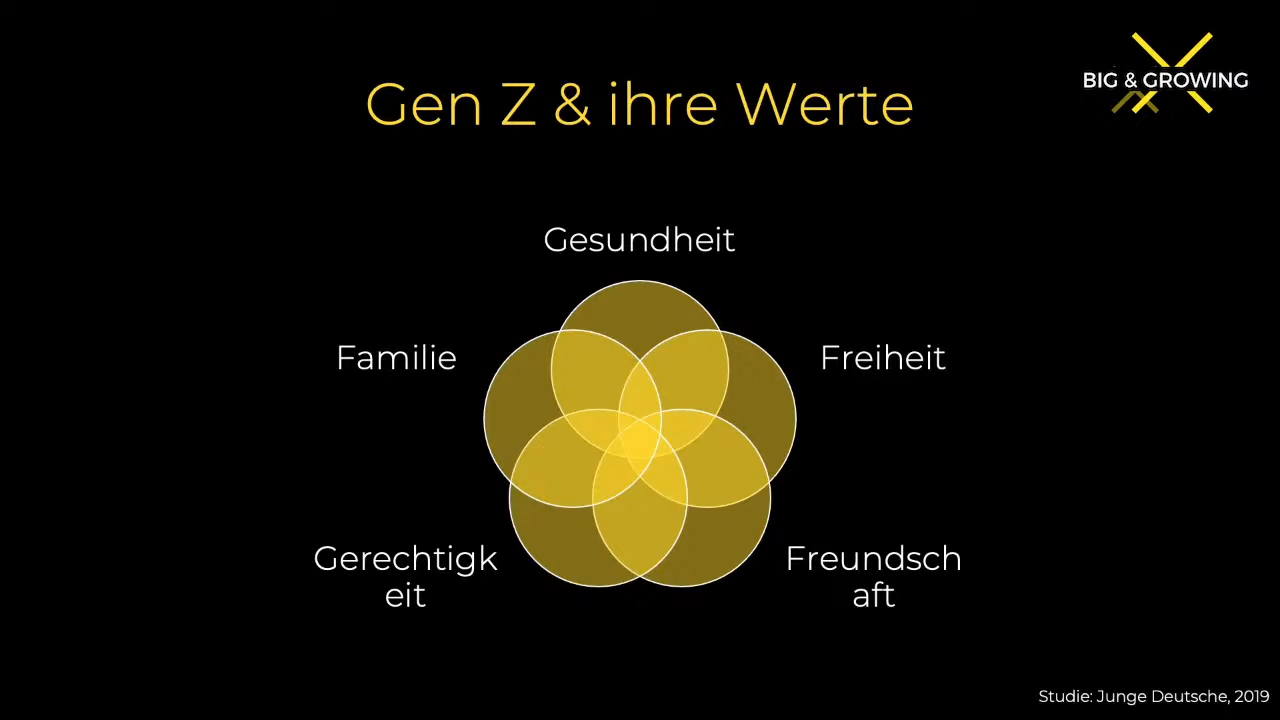 BIG & GROWING
Gen Z & ihre Werte
Gesundheit
Familie
Freiheit
Gerechtigk
eit
Freundsch
aft
Studie: Junge Deutsche, 2019